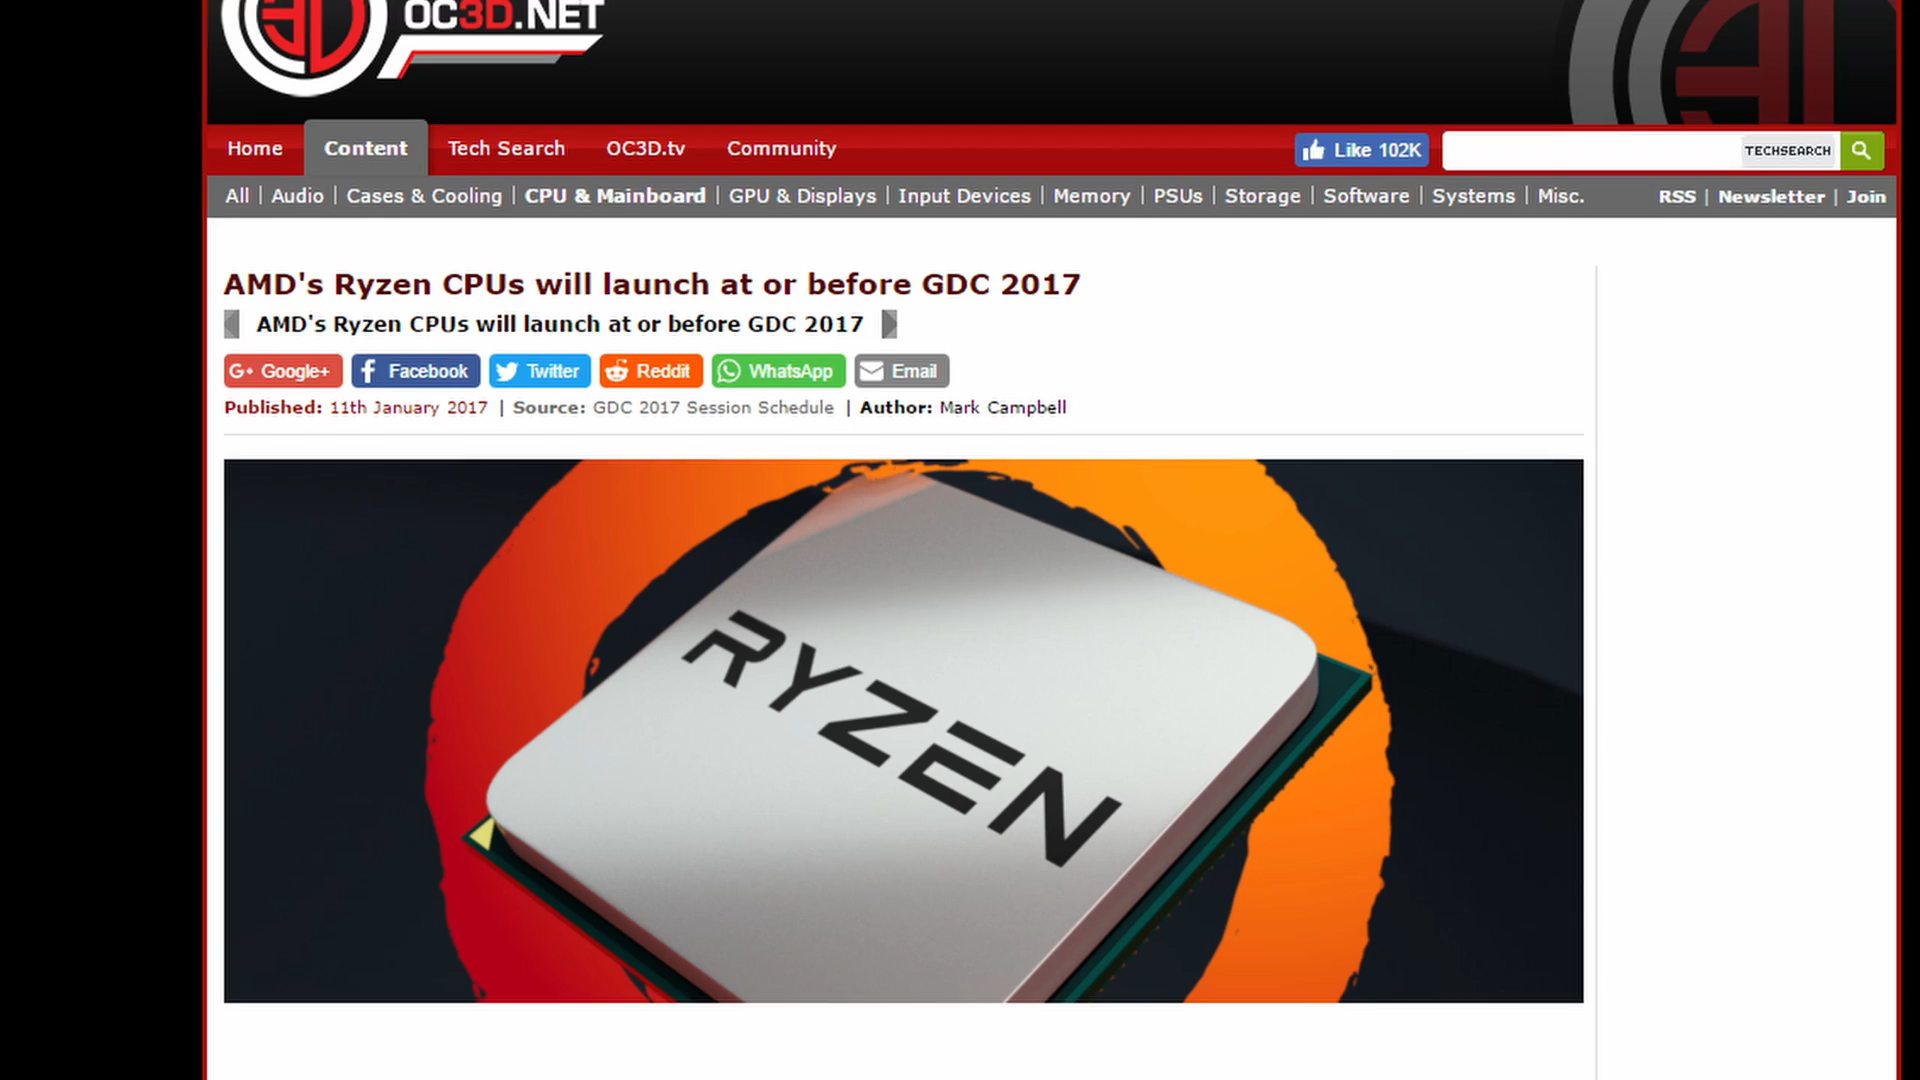 OC3D.NET
Home Content Tech Search OC3D.tv Community Like 102K TECHSEARCH
All | Audio | Cases & Cooling | CPU & Mainboard | GPU & Displays | Input Devices | Memory | PSUs | Storage | Software | Systems | Misc. RSS | Newsletter | Join
AMD's Ryzen CPUs will launch at or before GDC 2017
AMD's Ryzen CPUs will launch at or before GDC 2017
G+ Google+ Facebook Twitter Reddit WhatsApp Email
Published: 11th January 2017 | Source: GDC 2017 Session Schedule | Author: Mark Campbell
RYZEN